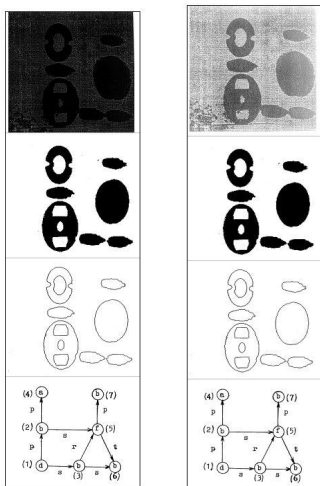 (4) a b (7)
p p
(2) b s f (5)
p r t
(1) d s b s b
(3) (6)
(4) a b (7)
p p
(2) b s f (5)
p r t
(1) d s b s b
(3) (6)